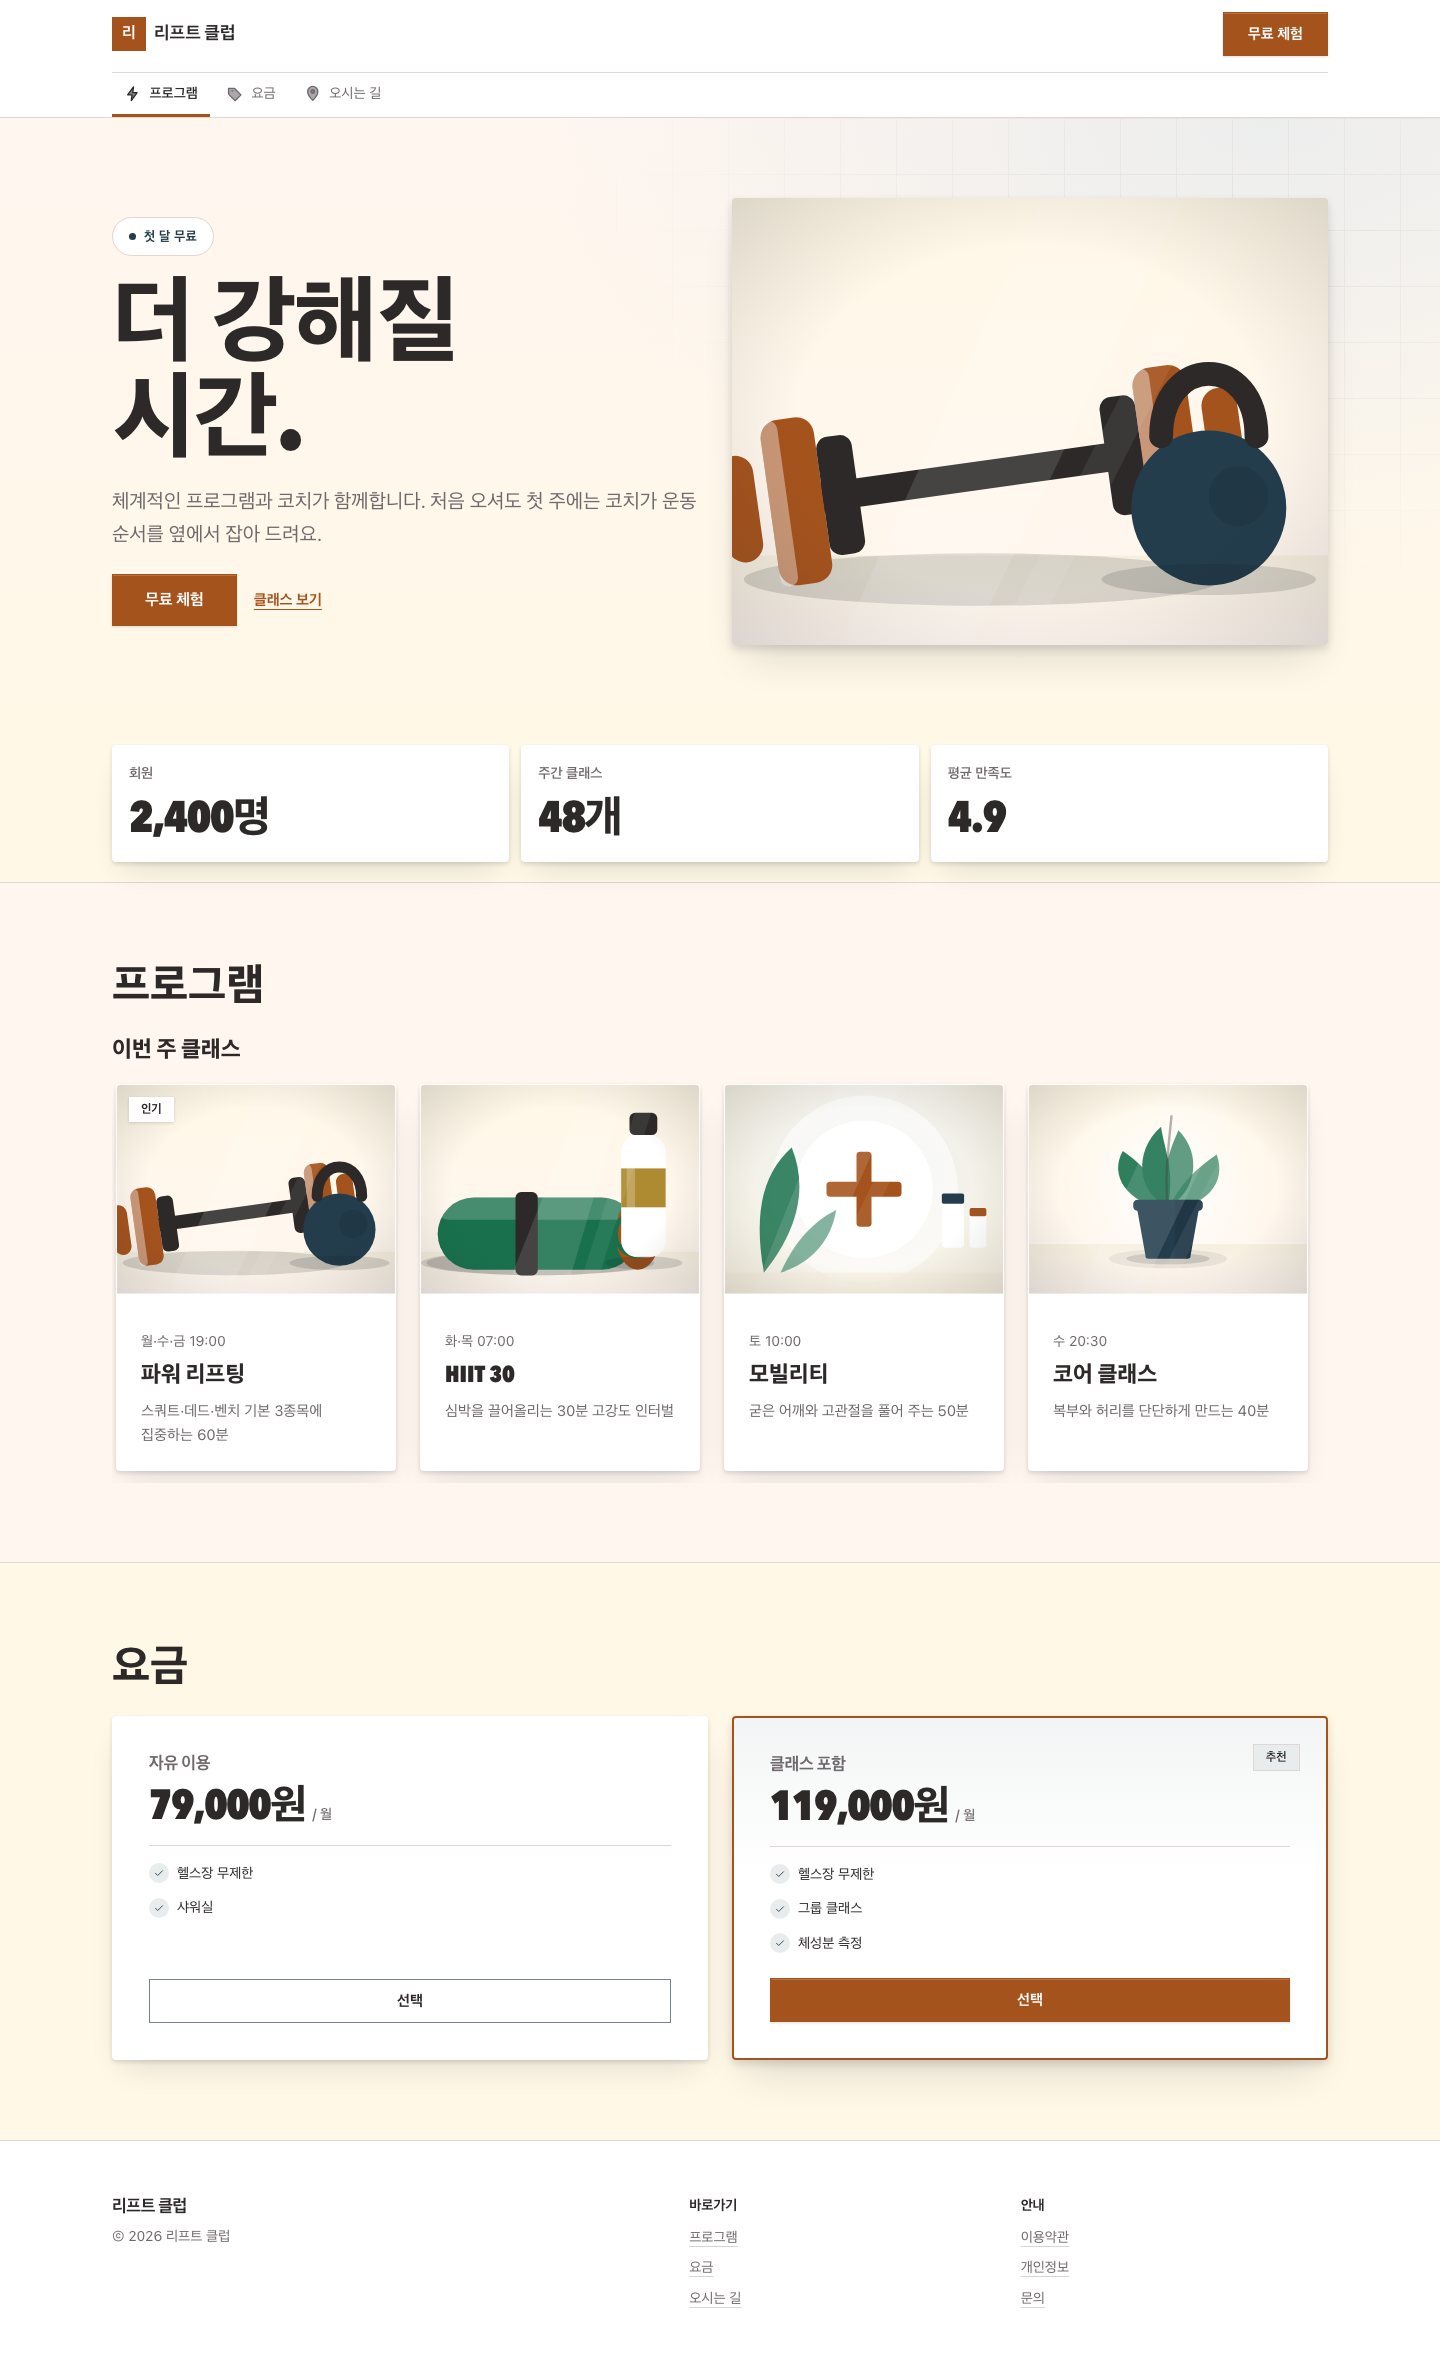 리
리프트 클럽
무료 체험
프로그램
요금
오시는 길
첫 달 무료
더 강해질
시간.
체계적인 프로그램과 코치가 함께합니다. 처음 오셔도 첫 주에는 코치가 운동
순서를 옆에서 잡아 드려요.
무료 체험
클래스 보기
회원
2,400명
주간 클래스
48개
평균 만족도
4.9
프로그램
이번 주 클래스
인기
월·수·금 19:00
파워 리프팅
스쿼트·데드·벤치 기본 3종목에
집중하는 60분
화·목 07:00
HIIT 30
심박을 끌어올리는 30분 고강도 인터벌
토 10:00
모빌리티
굳은 어깨와 고관절을 풀어 주는 50분
수 20:30
코어 클래스
복부와 허리를 단단하게 만드는 40분
요금
자유 이용
79,000원 / 월
헬스장 무제한
샤워실
선택
클래스 포함
추천
119,000원 / 월
헬스장 무제한
그룹 클래스
체성분 측정
선택
리프트 클럽
© 2026 리프트 클럽
바로가기
프로그램
요금
오시는 길
안내
이용약관
개인정보
문의